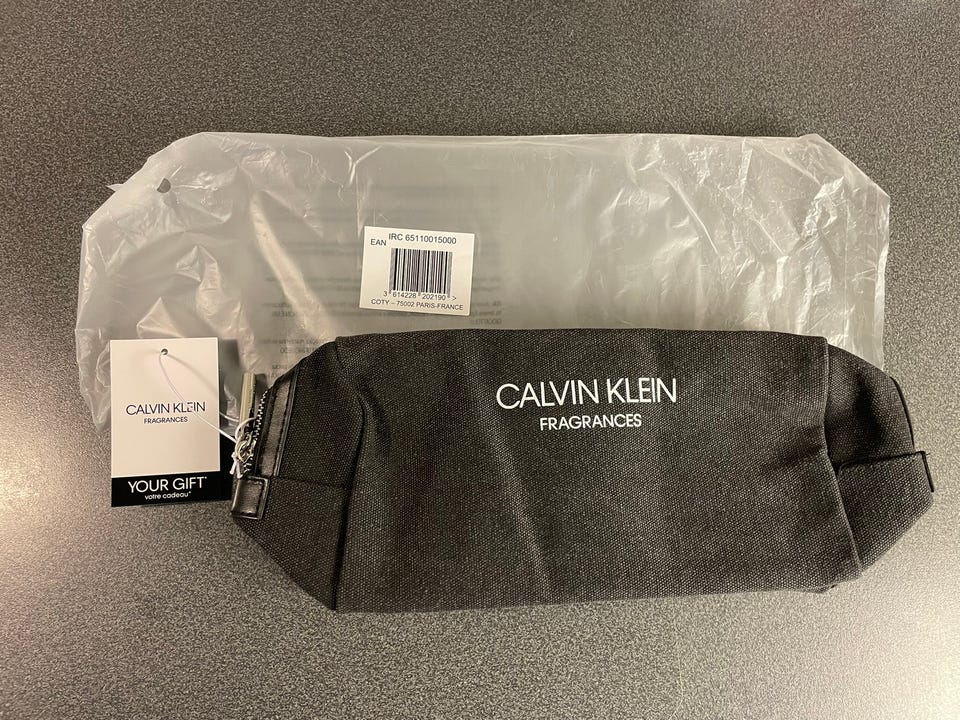 IRC 65110015000
EAN
3 614228 202190 >
COTY – 75002 PARIS-FRANCE
CALVIN KLEIN
FRAGRANCES
CALVIN KLEIN
FRAGRANCES
YOUR GIFT*
votre cadeau*